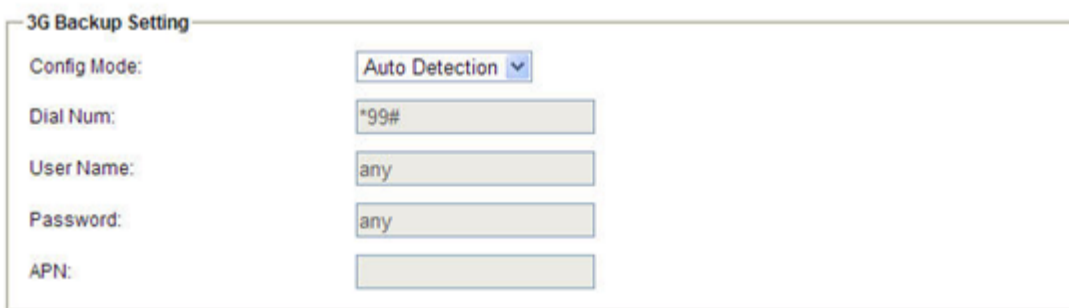 3G Backup Setting
Config Mode: Auto Detection
Dial Num: *99#
User Name: any
Password: any
APN: